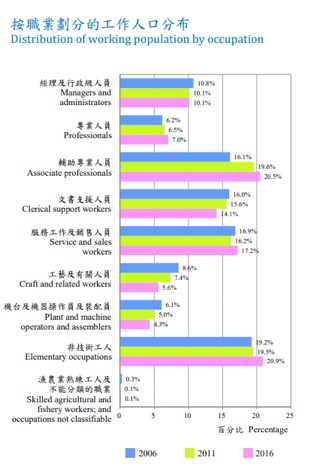 按職業劃分的工作人口分布
Distribution of working population by occupation
經理及行政級人員
Managers and
administrators
10.8%
10.1%
10.1%
專業人員
Professionals
6.2%
6.5%
7.0%
輔助專業人員
Associate professionals
16.1%
19.6%
20.5%
文書支援人員
Clerical support workers
16.0%
15.6%
14.1%
服務工作及銷售人員
Service and sales
workers
16.9%
16.2%
17.2%
工藝及有關人員
Craft and related workers
8.6%
7.4%
5.6%
機台及機器操作員及裝配員
Plant and machine
operators and assemblers
6.1%
5.0%
4.3%
非技術工人
Elementary occupations
19.2%
19.5%
20.9%
漁農業熟練工人及
不能分類的職業
Skilled agricultural and
fishery workers; and
occupations not classifiable
0.3%
0.1%
0.1%
0 5 10 15 20 25
百分比 Percentage
2006 2011 2016